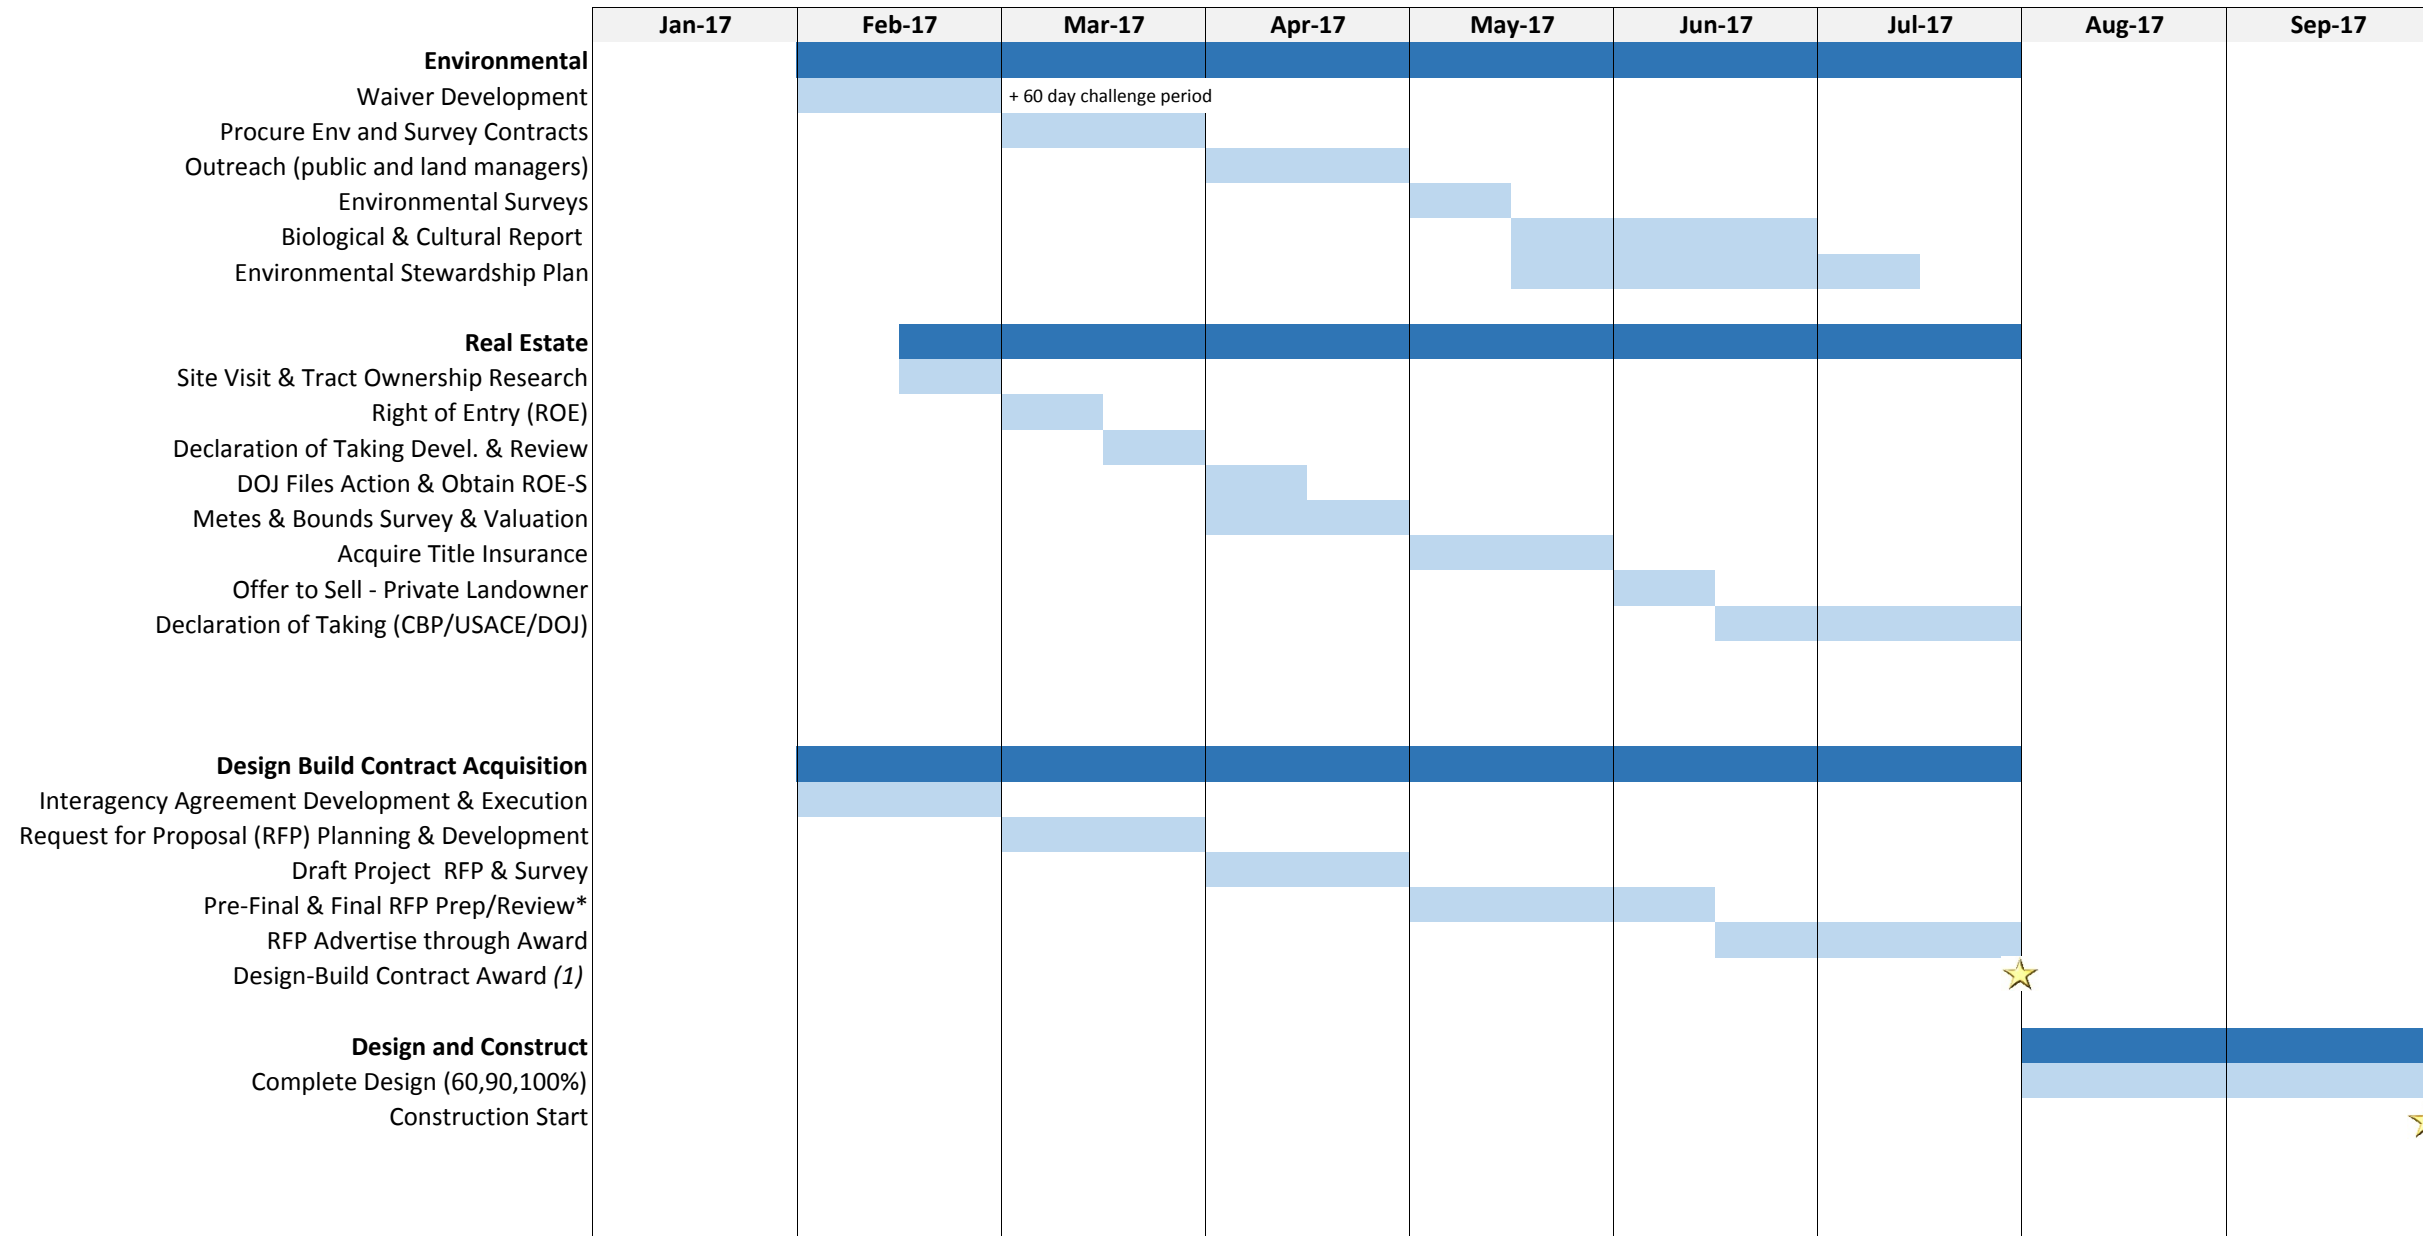 Jan-17 Feb-17 Mar-17 Apr-17 May-17 Jun-17 Jul-17 Aug-17 Sep-17
Environmental
Waiver Development + 60 day challenge period
Procure Env and Survey Contracts
Outreach (public and land managers)
Environmental Surveys
Biological & Cultural Report
Environmental Stewardship Plan
Real Estate
Site Visit & Tract Ownership Research
Right of Entry (ROE)
Declaration of Taking Devel. & Review
DOJ Files Action & Obtain ROE-S
Metes & Bounds Survey & Valuation
Acquire Title Insurance
Offer to Sell - Private Landowner
Declaration of Taking (CBP/USACE/DOJ)
Design Build Contract Acquisition
Interagency Agreement Development & Execution
Request for Proposal (RFP) Planning & Development
Draft Project  RFP & Survey
Pre-Final & Final RFP Prep/Review*
RFP Advertise through Award
Design-Build Contract Award (1)
Design and Construct
Complete Design (60,90,100%)
Construction Start